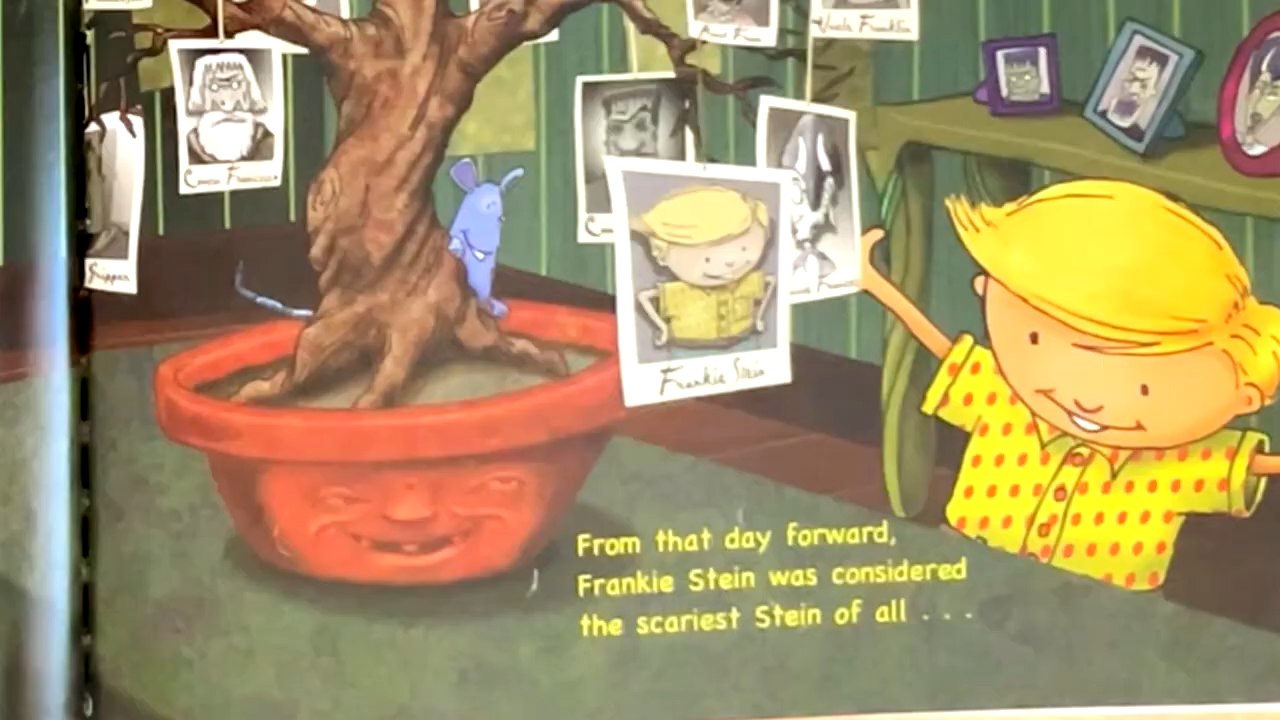 Frankie Stein
From that day forward,
Frankie Stein was considered
the scariest Stein of all . . .